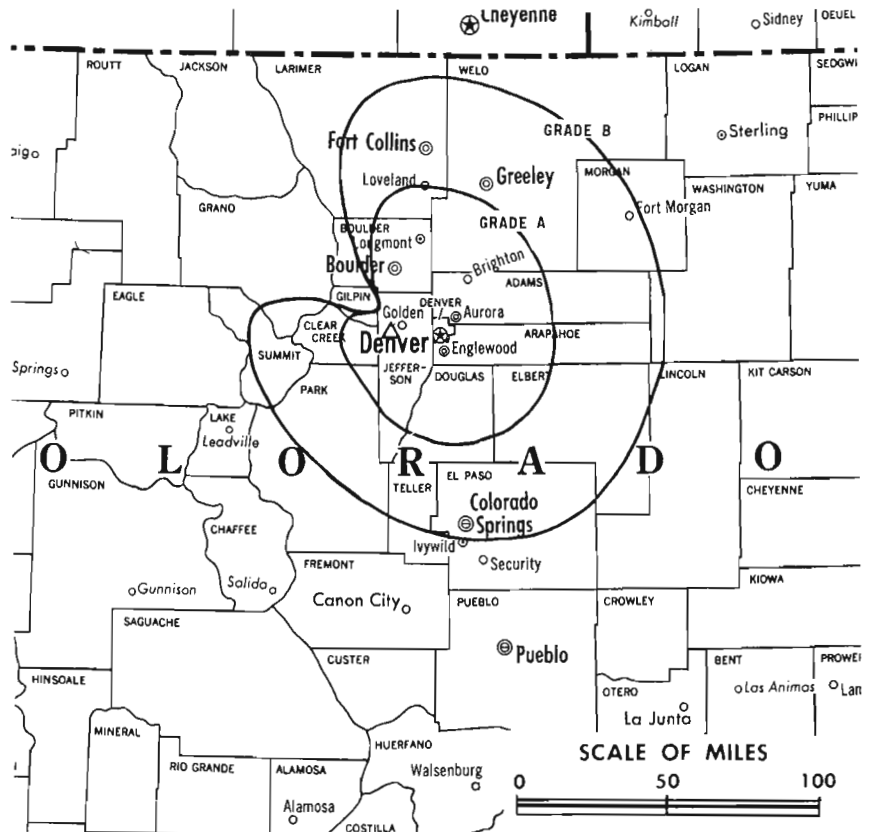 Cheyenne
Kimball
Sidney
DEUEL
ROUTT
JACKSON
LARIMER
WELD
LOGAN
SEDGWI
PHILLIP
GRADE B
Fort Collins
Sterling
aigo
Loveland
Greeley
MORGAN
WASHINGTON
YUMA
GRAND
Fort Morgan
GRADE A
BOULDER
Longmont
Boulder
Brighton
ADAMS
EAGLE
GILPIN
DENVER
Golden
Aurora
CLEAR
CREEK
ARAPAHOE
Denver
Englewood
SUMMIT
Springs
JEFFER-
SON
DOUGLAS
ELBERT
LINCOLN
KIT CARSON
PARK
PITKIN
LAKE
Leadville
O L O R A D O
GUNNISON
TELLER
EL PASO
CHEYENNE
Colorado
Springs
CHAFFEE
Ivywild
Security
FREMONT
KIOWA
Gunnison
Salida
Canon City
PUEBLO
CROWLEY
SAGUACHE
Pueblo
CUSTER
BENT
PROWER
HINSDALE
OTERO
Las Animas
Lam
La Junta
MINERAL
HUERFANO
SCALE OF MILES
RIO GRANDE
ALAMOSA
Walsenburg
0 50 100
Alamosa
COSTILLA